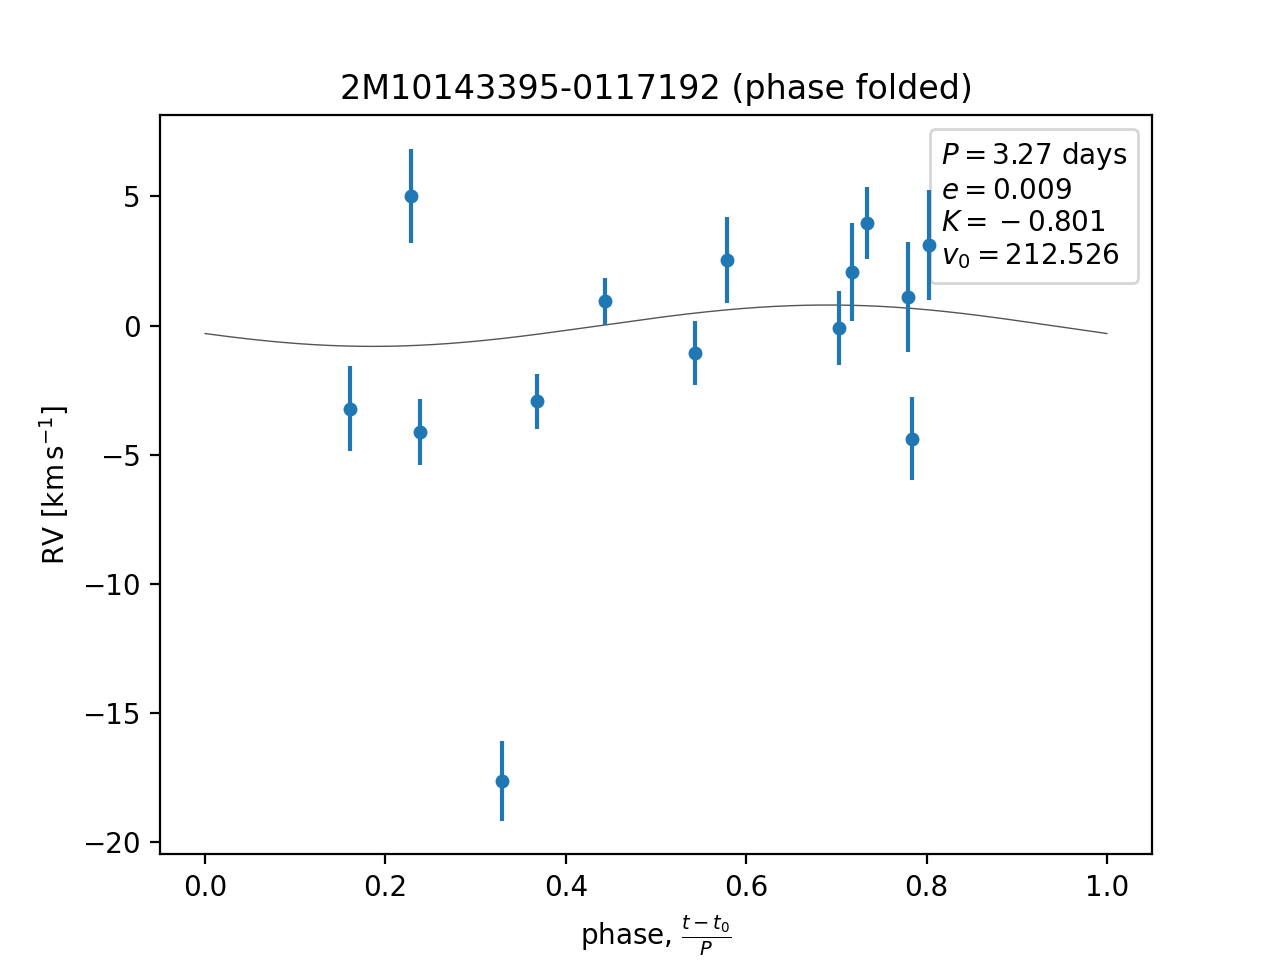 2M10143395-0117192 (phase folded)
P = 3.27 days
e = 0.009
K = −0.801
v₀ = 212.526
5
0
−5
−10
−15
−20
RV [km s⁻¹]
0.0 0.2 0.4 0.6 0.8 1.0
phase, (t − t₀)/P